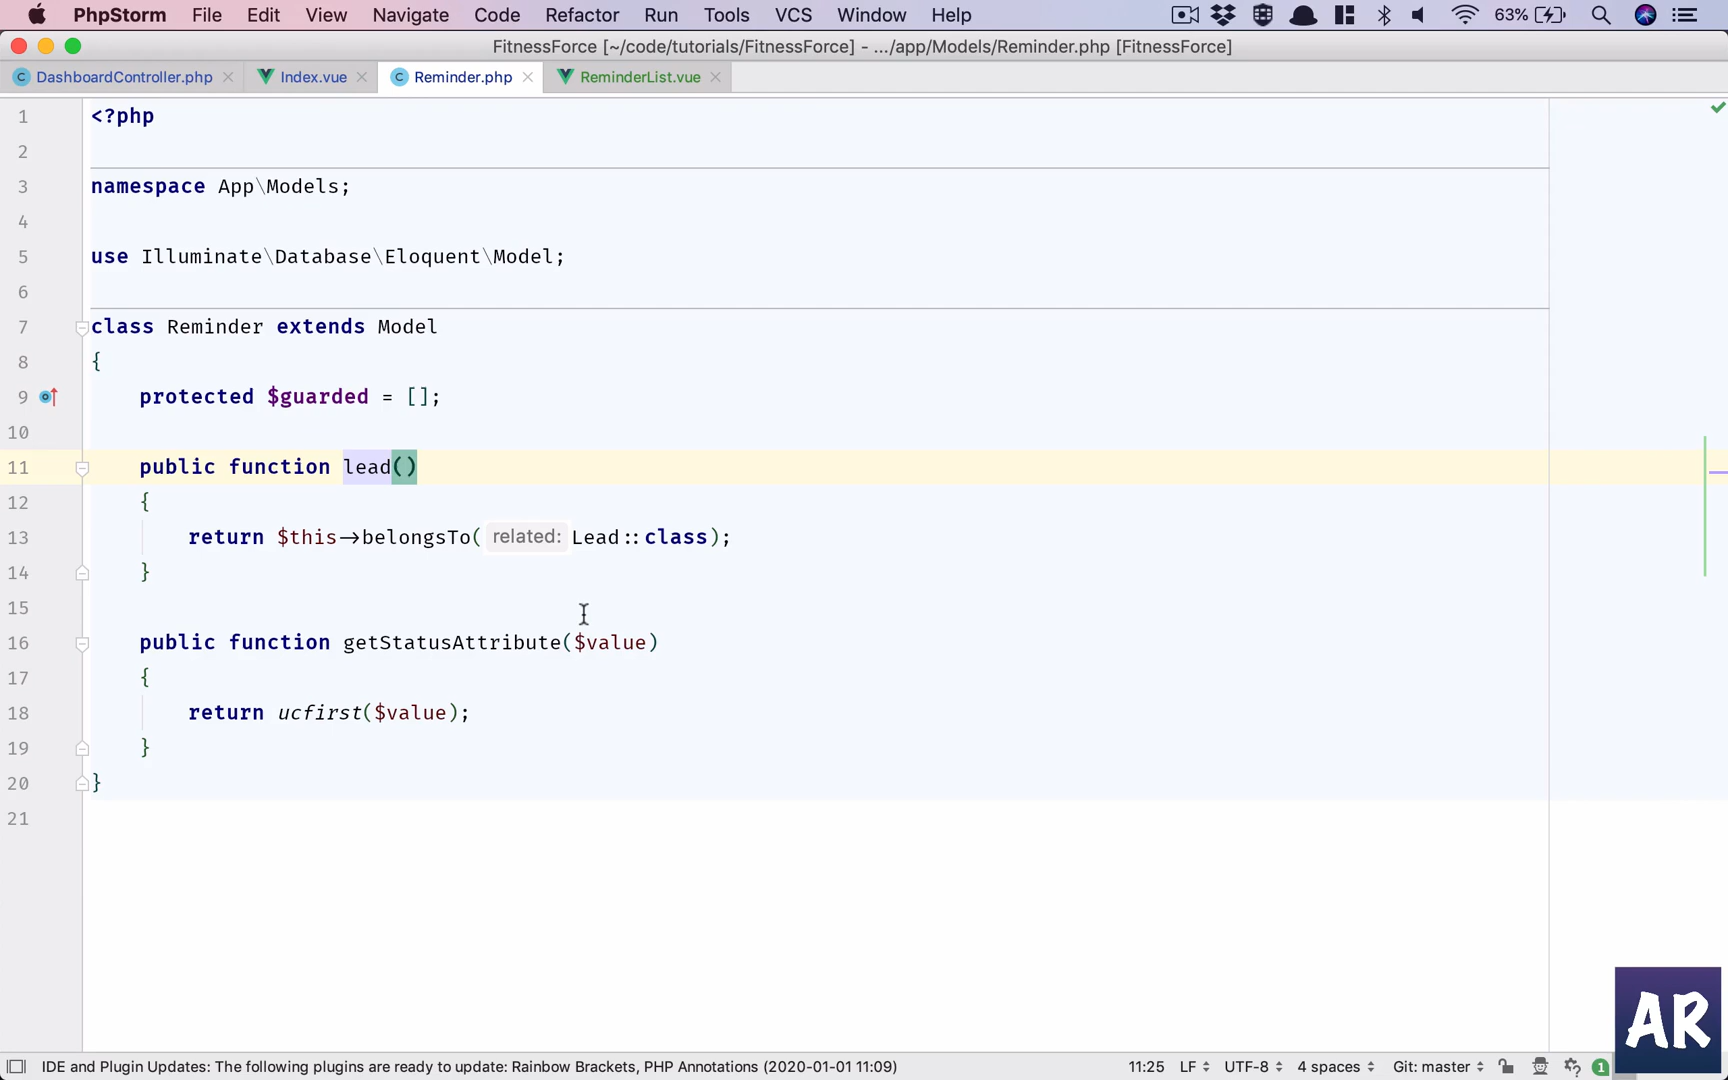 PhpStorm File Edit View Navigate Code Refactor Run Tools VCS Window Help 63%
FitnessForce [~/code/tutorials/FitnessForce] - .../app/Models/Reminder.php [FitnessForce]
DashboardController.php Index.vue Reminder.php ReminderList.vue
1 <?php
2
3 namespace App\Models;
4
5 use Illuminate\Database\Eloquent\Model;
6
7 class Reminder extends Model
8 {
9 protected $guarded = [];
10
11 public function lead()
12 {
13 return $this->belongsTo( related: Lead::class);
14 }
15
16 public function getStatusAttribute($value)
17 {
18 return ucfirst($value);
19 }
20 }
21
AR
IDE and Plugin Updates: The following plugins are ready to update: Rainbow Brackets, PHP Annotations (2020-01-01 11:09) 11:25 LF UTF-8 4 spaces Git: master 1